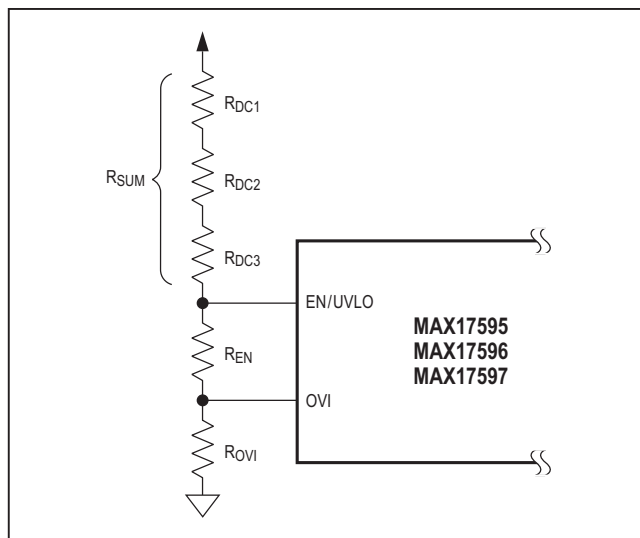 RDC1
RSUM
RDC2
RDC3
EN/UVLO
MAX17595
MAX17596
MAX17597
REN
OVI
ROVI